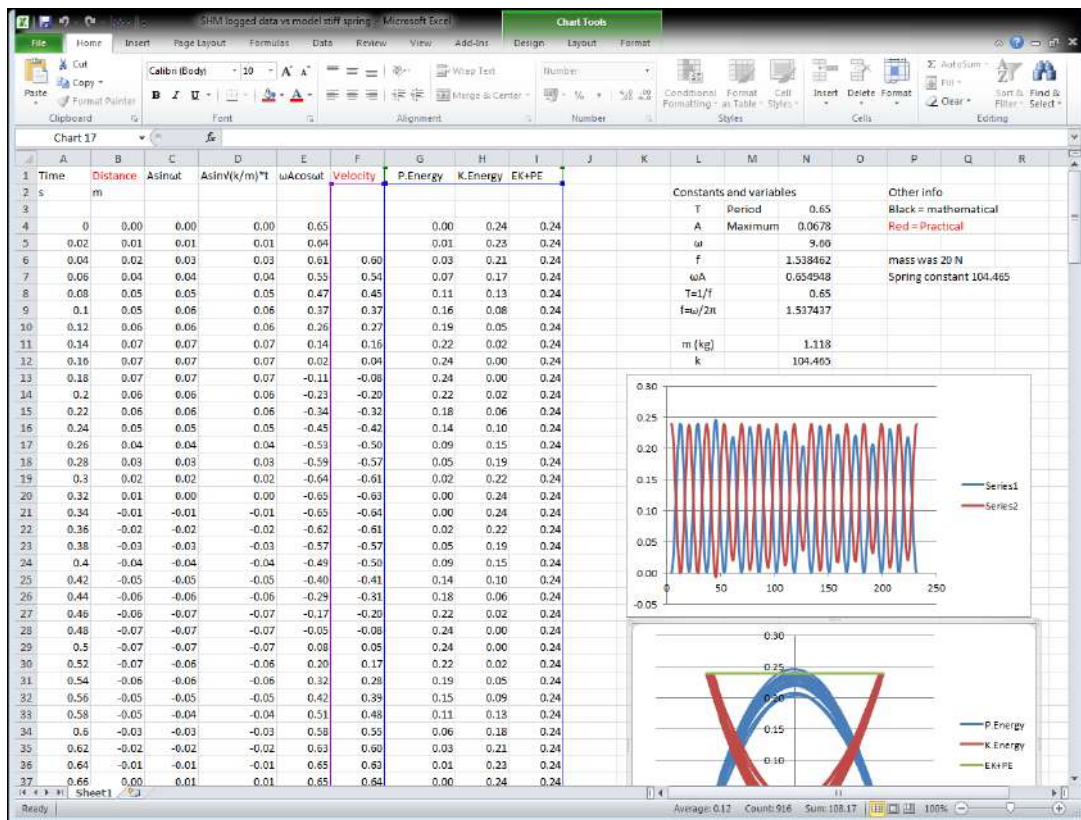 SHM logged data vs model stiff spring - Microsoft Excel
Chart Tools
File Home Insert Page Layout Formulas Data Review View Add-Ins Design Layout Format
Cut
Copy
Format Painter
Paste
Calibri (Body) 10
Wrap Text
Merge & Center
Number
Conditional Formatting
Format as Table
Cell Styles
Insert Delete Format
AutoSum
Fill
Clear
Sort & Filter
Find & Select
Clipboard Font Alignment Number Styles Cells Editing
Chart 17 fx
A B C D E F G H I J K L M N O P Q R
1 Time Distance Asinωt Asin√(k/m)*t ωAcosωt Velocity P.Energy K.Energy EK+PE
2 s m Constants and variables Other info
3 T Period 0.65 Black = mathematical
4 0 0.00 0.00 0.00 0.65 0.00 0.24 0.24 A Maximum 0.0678 Red = Practical
5 0.02 0.01 0.01 0.01 0.64 0.01 0.23 0.24 ω 9.66
6 0.04 0.02 0.03 0.03 0.61 0.60 0.03 0.21 0.24 f 1.538462 mass was 20 N
7 0.06 0.04 0.04 0.04 0.55 0.54 0.07 0.17 0.24 ωA 0.654948 Spring constant 104.465
8 0.08 0.05 0.05 0.05 0.47 0.45 0.11 0.13 0.24 T=1/f 0.65
9 0.1 0.05 0.06 0.06 0.37 0.37 0.16 0.08 0.24 f=ω/2π 1.537437
10 0.12 0.06 0.06 0.06 0.26 0.27 0.19 0.05 0.24
11 0.14 0.07 0.07 0.07 0.14 0.16 0.22 0.02 0.24 m (kg) 1.118
12 0.16 0.07 0.07 0.07 0.02 0.04 0.24 0.00 0.24 k 104.465
13 0.18 0.07 0.07 0.07 -0.11 -0.08 0.24 0.00 0.24
14 0.2 0.06 0.06 0.06 -0.23 -0.20 0.22 0.02 0.24
15 0.22 0.06 0.06 0.06 -0.34 -0.32 0.18 0.06 0.24
16 0.24 0.05 0.05 0.05 -0.45 -0.42 0.14 0.10 0.24
17 0.26 0.04 0.04 0.04 -0.53 -0.50 0.09 0.15 0.24
18 0.28 0.03 0.03 0.03 -0.59 -0.57 0.05 0.19 0.24
19 0.3 0.02 0.02 0.02 -0.64 -0.61 0.02 0.22 0.24
20 0.32 0.01 0.00 0.00 -0.65 -0.63 0.00 0.24 0.24
21 0.34 -0.01 -0.01 -0.01 -0.65 -0.64 0.00 0.24 0.24
22 0.36 -0.02 -0.02 -0.02 -0.62 -0.61 0.02 0.22 0.24
23 0.38 -0.03 -0.03 -0.03 -0.57 -0.57 0.05 0.19 0.24
24 0.4 -0.04 -0.04 -0.04 -0.49 -0.50 0.09 0.15 0.24
25 0.42 -0.05 -0.05 -0.05 -0.40 -0.41 0.14 0.10 0.24
26 0.44 -0.06 -0.06 -0.06 -0.29 -0.31 0.18 0.06 0.24
27 0.46 -0.06 -0.07 -0.07 -0.17 -0.20 0.22 0.02 0.24
28 0.48 -0.07 -0.07 -0.07 -0.05 -0.08 0.24 0.00 0.24
29 0.5 -0.07 -0.07 -0.07 0.08 0.05 0.24 0.00 0.24
30 0.52 -0.07 -0.06 -0.06 0.20 0.17 0.22 0.02 0.24
31 0.54 -0.06 -0.06 -0.06 0.32 0.28 0.19 0.05 0.24
32 0.56 -0.05 -0.05 -0.05 0.42 0.39 0.15 0.09 0.24
33 0.58 -0.05 -0.04 -0.04 0.51 0.48 0.11 0.13 0.24
34 0.6 -0.03 -0.03 -0.03 0.58 0.55 0.06 0.18 0.24
35 0.62 -0.02 -0.02 -0.02 0.63 0.60 0.03 0.21 0.24
36 0.64 -0.01 -0.01 -0.01 0.65 0.63 0.01 0.23 0.24
37 0.66 0.00 0.01 0.01 0.65 0.64 0.00 0.24 0.24
0.30
0.25
0.20
0.15
0.10
0.05
0.00
-0.05
0 50 100 150 200 250
Series1
Series2
0.30
0.25
0.20
0.15
0.10
P.Energy
K.Energy
EK+PE
Sheet1
Ready Average: 0.12 Count: 916 Sum: 108.17 100%